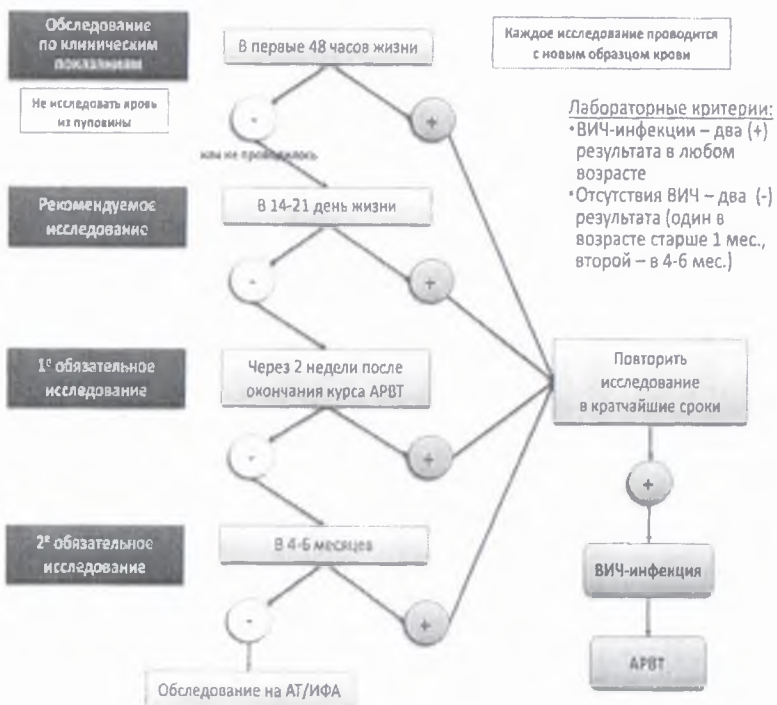 Обследование
по клиническим
показаниям
В первые 48 часов жизни
Каждое исследование проводится
с новым образцом крови
Не исследовать кровь
из пуповины
-
+
или не проводилось
Лабораторные критерии:
•ВИЧ-инфекции – два (+)
результата в любом
возрасте
•Отсутствия ВИЧ – два (-)
результата (один в
возрасте старше 1 мес.,
второй – в 4-6 мес.)
Рекомендуемое
исследование
В 14-21 день жизни
-
+
1е обязательное
исследование
Через 2 недели после
окончания курса АРВТ
Повторить
исследование
в кратчайшие сроки
-
+
+
2е обязательное
исследование
В 4-6 месяцев
ВИЧ-инфекция
-
+
АРВТ
Обследование на АТ/ИФА